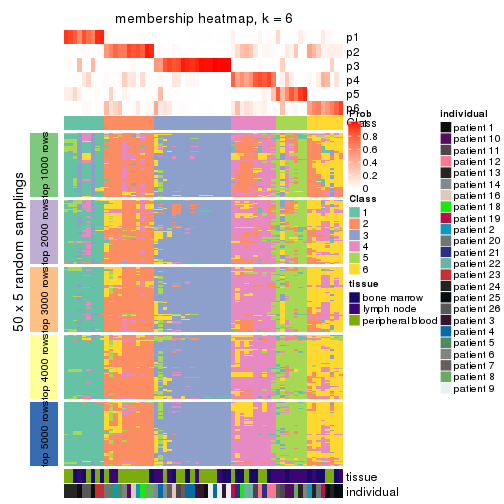 membership heatmap, k = 6
p1
p2
p3
p4
p5
p6
Class
50 x 5 random samplings
top 1000 rows
top 2000 rows
top 3000 rows
top 4000 rows
top 5000 rows
tissue
individual
Prob
1
0.8
0.6
0.4
0.2
0
Class
1
2
3
4
5
6
tissue
bone marrow
lymph node
peripheral blood
individual
patient 1
patient 10
patient 11
patient 12
patient 13
patient 14
patient 16
patient 18
patient 19
patient 2
patient 20
patient 21
patient 22
patient 23
patient 24
patient 25
patient 26
patient 3
patient 4
patient 5
patient 6
patient 7
patient 8
patient 9